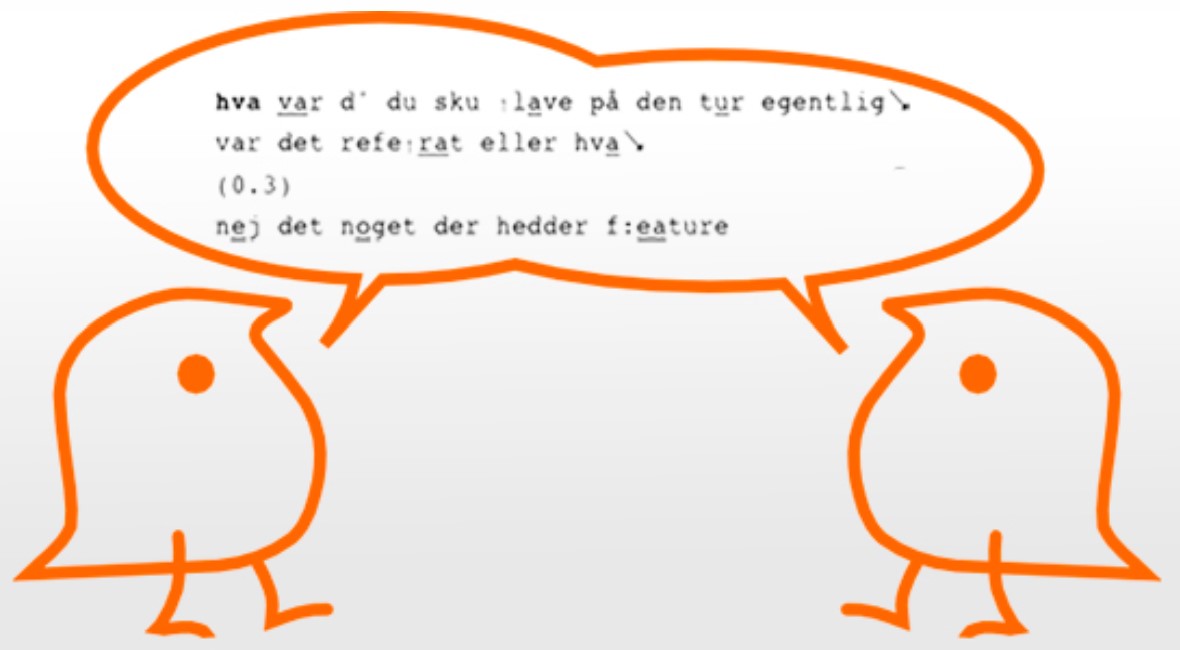 hva var d' du sku ↑lave på den tur egentlig↘
var det refe↑rat eller hva↘
(0.3)
nej det noget der hedder f:eature